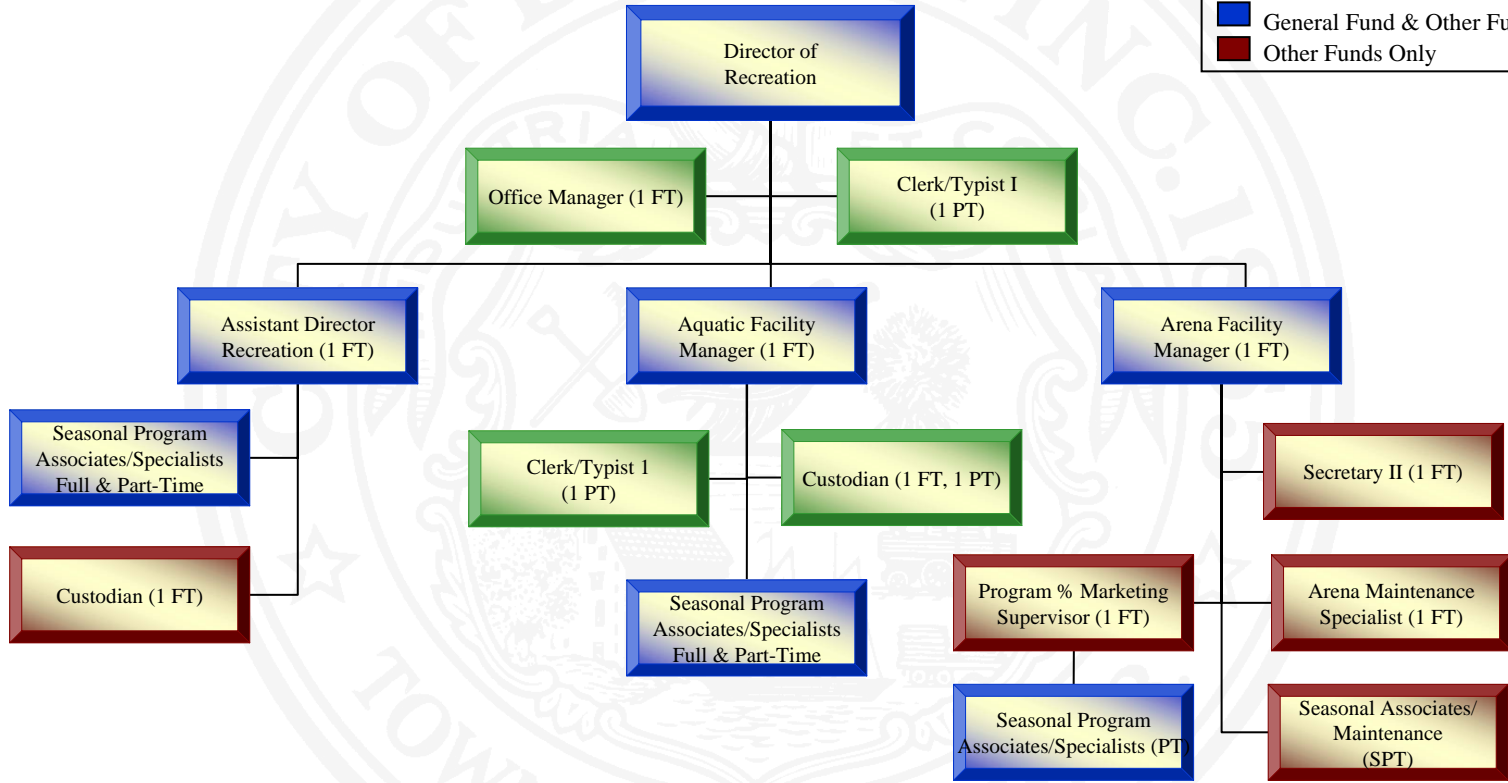 General Fund & Other
Other Funds Only
Director of
Recreation
Office Manager (1 FT)
Clerk/Typist I
(1 PT)
Assistant Director
Recreation (1 FT)
Aquatic Facility
Manager (1 FT)
Arena Facility
Manager (1 FT)
Seasonal Program
Associates/Specialists
Full & Part-Time
Custodian (1 FT)
Clerk/Typist 1
(1 PT)
Custodian (1 FT, 1 PT)
Seasonal Program
Associates/Specialists
Full & Part-Time
Secretary II (1 FT)
Program % Marketing
Supervisor (1 FT)
Arena Maintenance
Specialist (1 FT)
Seasonal Program
Associates/Specialists (PT)
Seasonal Associates/
Maintenance
(SPT)